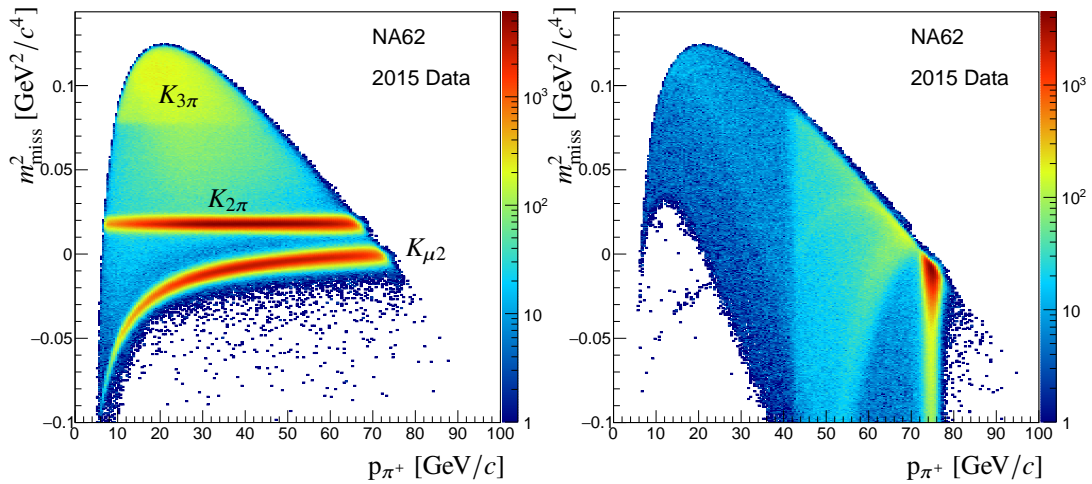 m²miss [GeV²/c⁴]
NA62
2015 Data
K3π
K2π
Kμ2
0.1
0.05
0
−0.05
−0.1
0 10 20 30 40 50 60 70 80 90 100
pπ+ [GeV/c]
10³
10²
10
1
m²miss [GeV²/c⁴]
NA62
2015 Data
0.1
0.05
0
−0.05
−0.1
0 10 20 30 40 50 60 70 80 90 100
pπ+ [GeV/c]
10³
10²
10
1